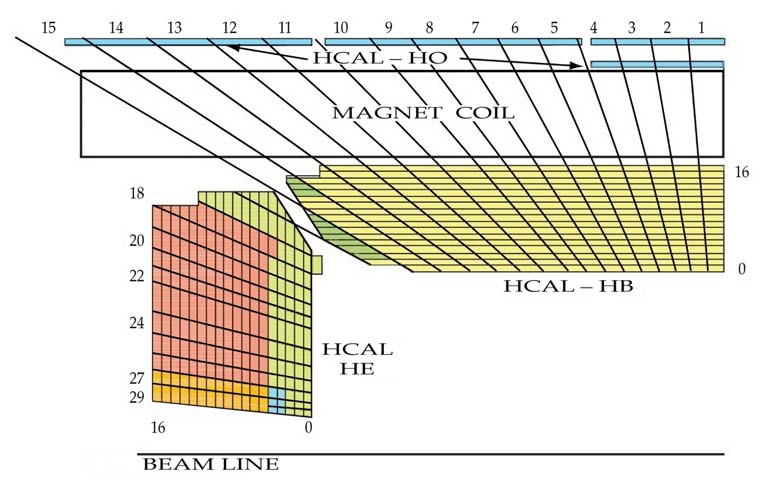 15 14 13 12 11 10 9 8 7 6 5 4 3 2 1
HCAL – HO
MAGNET COIL
16
18
20
0
22
HCAL – HB
24
HCAL
HE
27
29
16 0
BEAM LINE